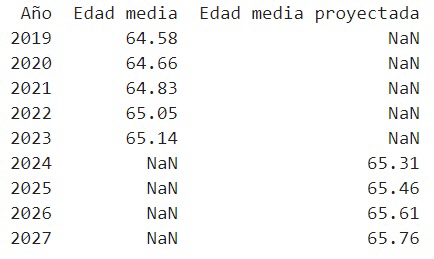 Año Edad media Edad media proyectada
2019 64.58 NaN
2020 64.66 NaN
2021 64.83 NaN
2022 65.05 NaN
2023 65.14 NaN
2024 NaN 65.31
2025 NaN 65.46
2026 NaN 65.61
2027 NaN 65.76